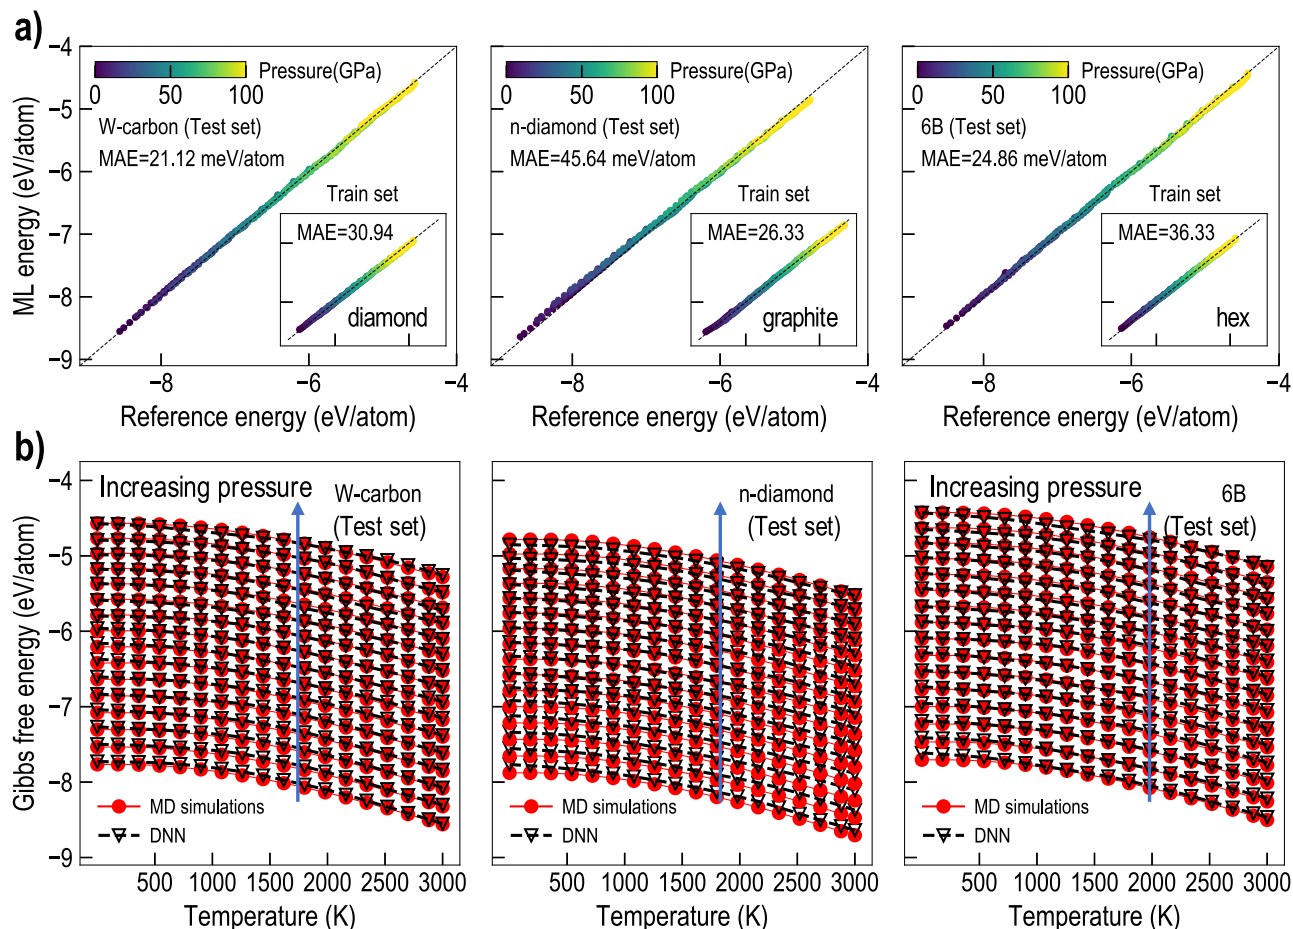 a)
ML energy (eV/atom)
−4
−5
−6
−7
−8
−9
Pressure(GPa)
0 50 100
W-carbon (Test set)
MAE=21.12 meV/atom
Train set
MAE=30.94
diamond
−8 −6 −4
Reference energy (eV/atom)
Pressure(GPa)
0 50 100
n-diamond (Test set)
MAE=45.64 meV/atom
Train set
MAE=26.33
graphite
−8 −6 −4
Reference energy (eV/atom)
Pressure(GPa)
0 50 100
6B (Test set)
MAE=24.86 meV/atom
Train set
MAE=36.33
hex
−8 −6 −4
Reference energy (eV/atom)
b)
Gibbs free energy (eV/atom)
−4
−5
−6
−7
−8
−9
Increasing pressure
W-carbon
(Test set)
MD simulations
DNN
500 1000 1500 2000 2500 3000
Temperature (K)
n-diamond
(Test set)
MD simulations
DNN
500 1000 1500 2000 2500 3000
Temperature (K)
Increasing pressure
6B
(Test set)
MD simulations
DNN
500 1000 1500 2000 2500 3000
Temperature (K)